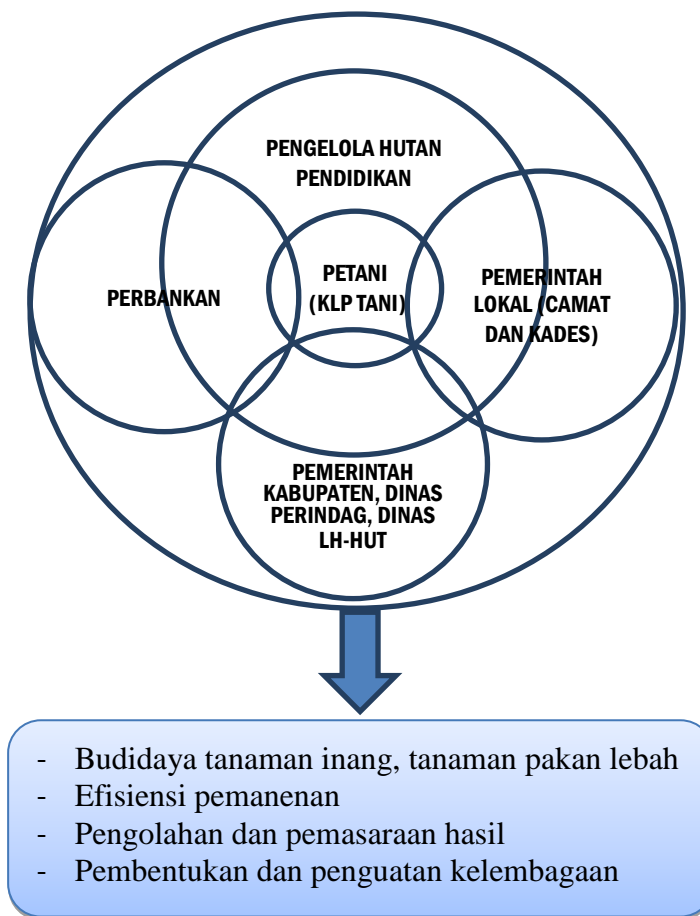 PENGELOLA HUTAN
PENDIDIKAN
PERBANKAN
PETANI
(KLP TANI)
PEMERINTAH
LOKAL (CAMAT
DAN KADES)
PEMERINTAH
KABUPATEN, DINAS
PERINDAG, DINAS
LH-HUT
- Budidaya tanaman inang, tanaman pakan lebah
- Efisiensi pemanenan
- Pengolahan dan pemasaraan hasil
- Pembentukan dan penguatan kelembagaan